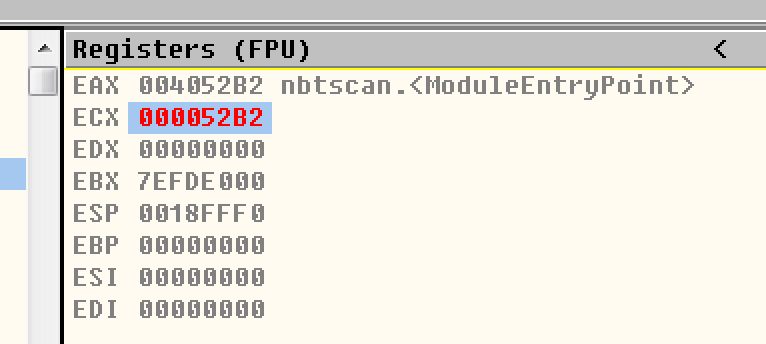 Registers (FPU) <
EAX 004052B2 nbtscan.<ModuleEntryPoint>
ECX 000052B2
EDX 00000000
EBX 7EFDE000
ESP 0018FFF0
EBP 00000000
ESI 00000000
EDI 00000000